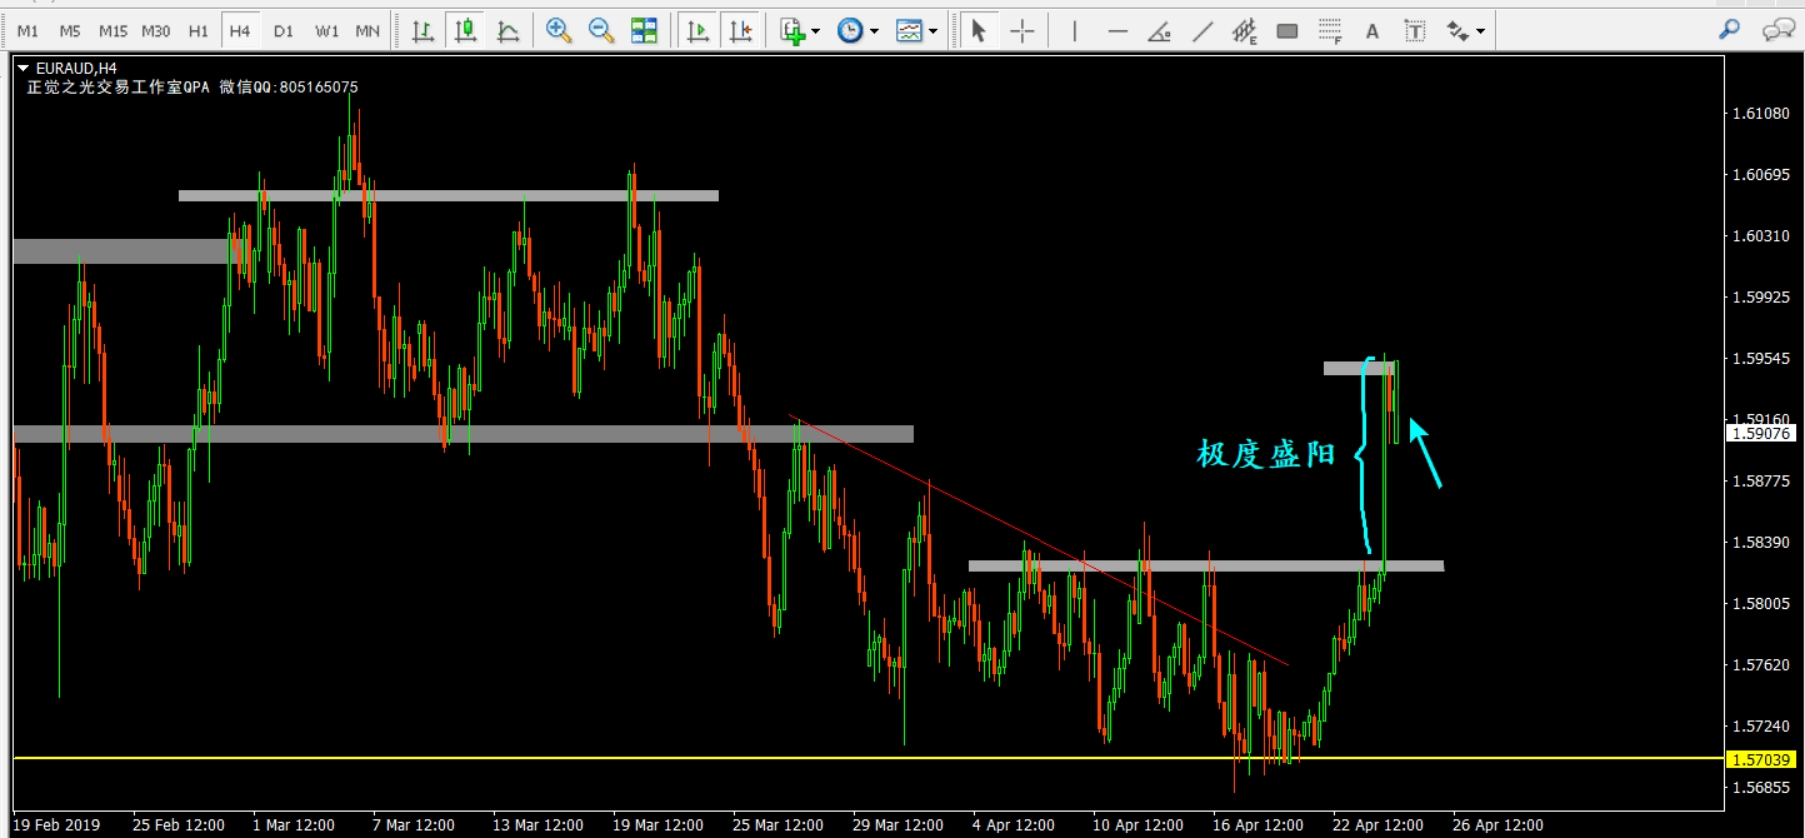 M1 M5 M15 M30 H1 H4 D1 W1 MN E F A T
EURAUD,H4
正觉之光交易工作室QPA 微信QQ:805165075
1.61080
1.60695
1.60310
1.59925
1.59545
1.59160
1.59076
极度盛阳
1.58775
1.58390
1.58005
1.57620
1.57240
1.57039
1.56855
19 Feb 2019 25 Feb 12:00 1 Mar 12:00 7 Mar 12:00 13 Mar 12:00 19 Mar 12:00 25 Mar 12:00 29 Mar 12:00 4 Apr 12:00 10 Apr 12:00 16 Apr 12:00 22 Apr 12:00 26 Apr 12:00